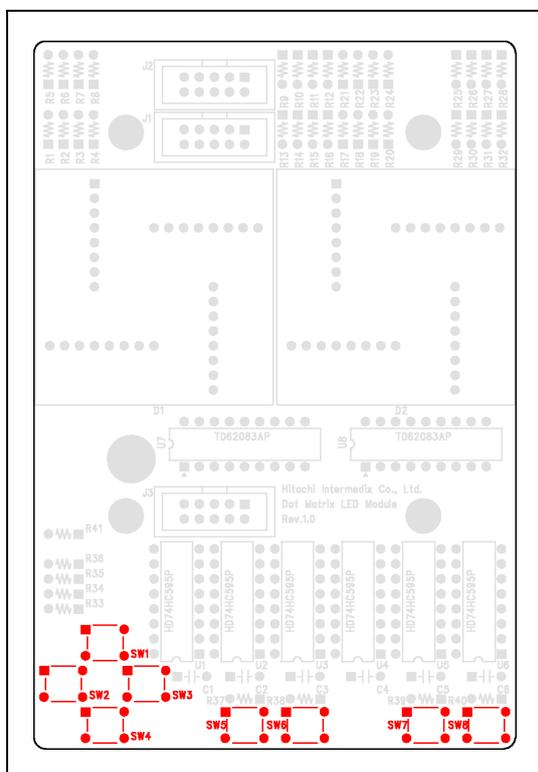 J2
R5 R6 R7 R8
R9 R10 R11 R12 R21 R22 R23 R24
R25 R26 R27 R28
J1
R1 R2 R3 R4
R13 R14 R15 R16 R17 R18 R19 R20
R29 R30 R31 R32
D1
D2
U7
TD62083AP
U8
TD62083AP
J3
Hitachi Intermedix Co., Ltd.
Dot Matrix LED Module
Rev.1.0
R41
R36
R35
R34
R33
HD74HC595P
HD74HC595P
HD74HC595P
HD74HC595P
HD74HC595P
HD74HC595P
SW1
U1
U2
U3
U4
U5
U6
SW2
SW3
C1
C2
C3
C4
C5
C6
R37
R38
R39
R40
SW4
SW5
SW6
SW7
SW8